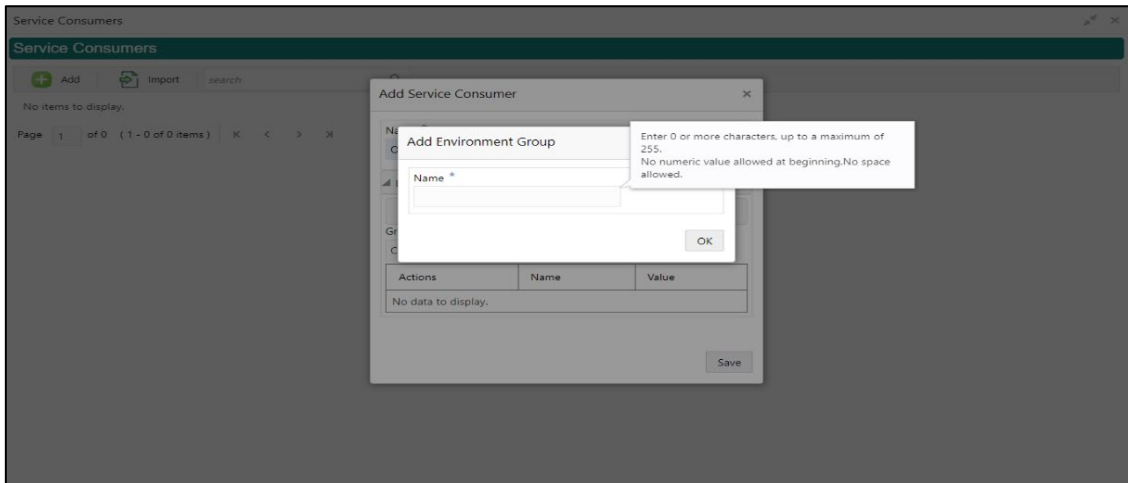 Service Consumers
Service Consumers
Add Import search
No items to display.
Page 1 of 0 (1 - 0 of 0 items) K < > X
Add Service Consumer
Add Environment Group
Name *
Enter 0 or more characters, up to a maximum of
255.
No numeric value allowed at beginning.No space
allowed.
OK
Actions Name Value
No data to display.
Save